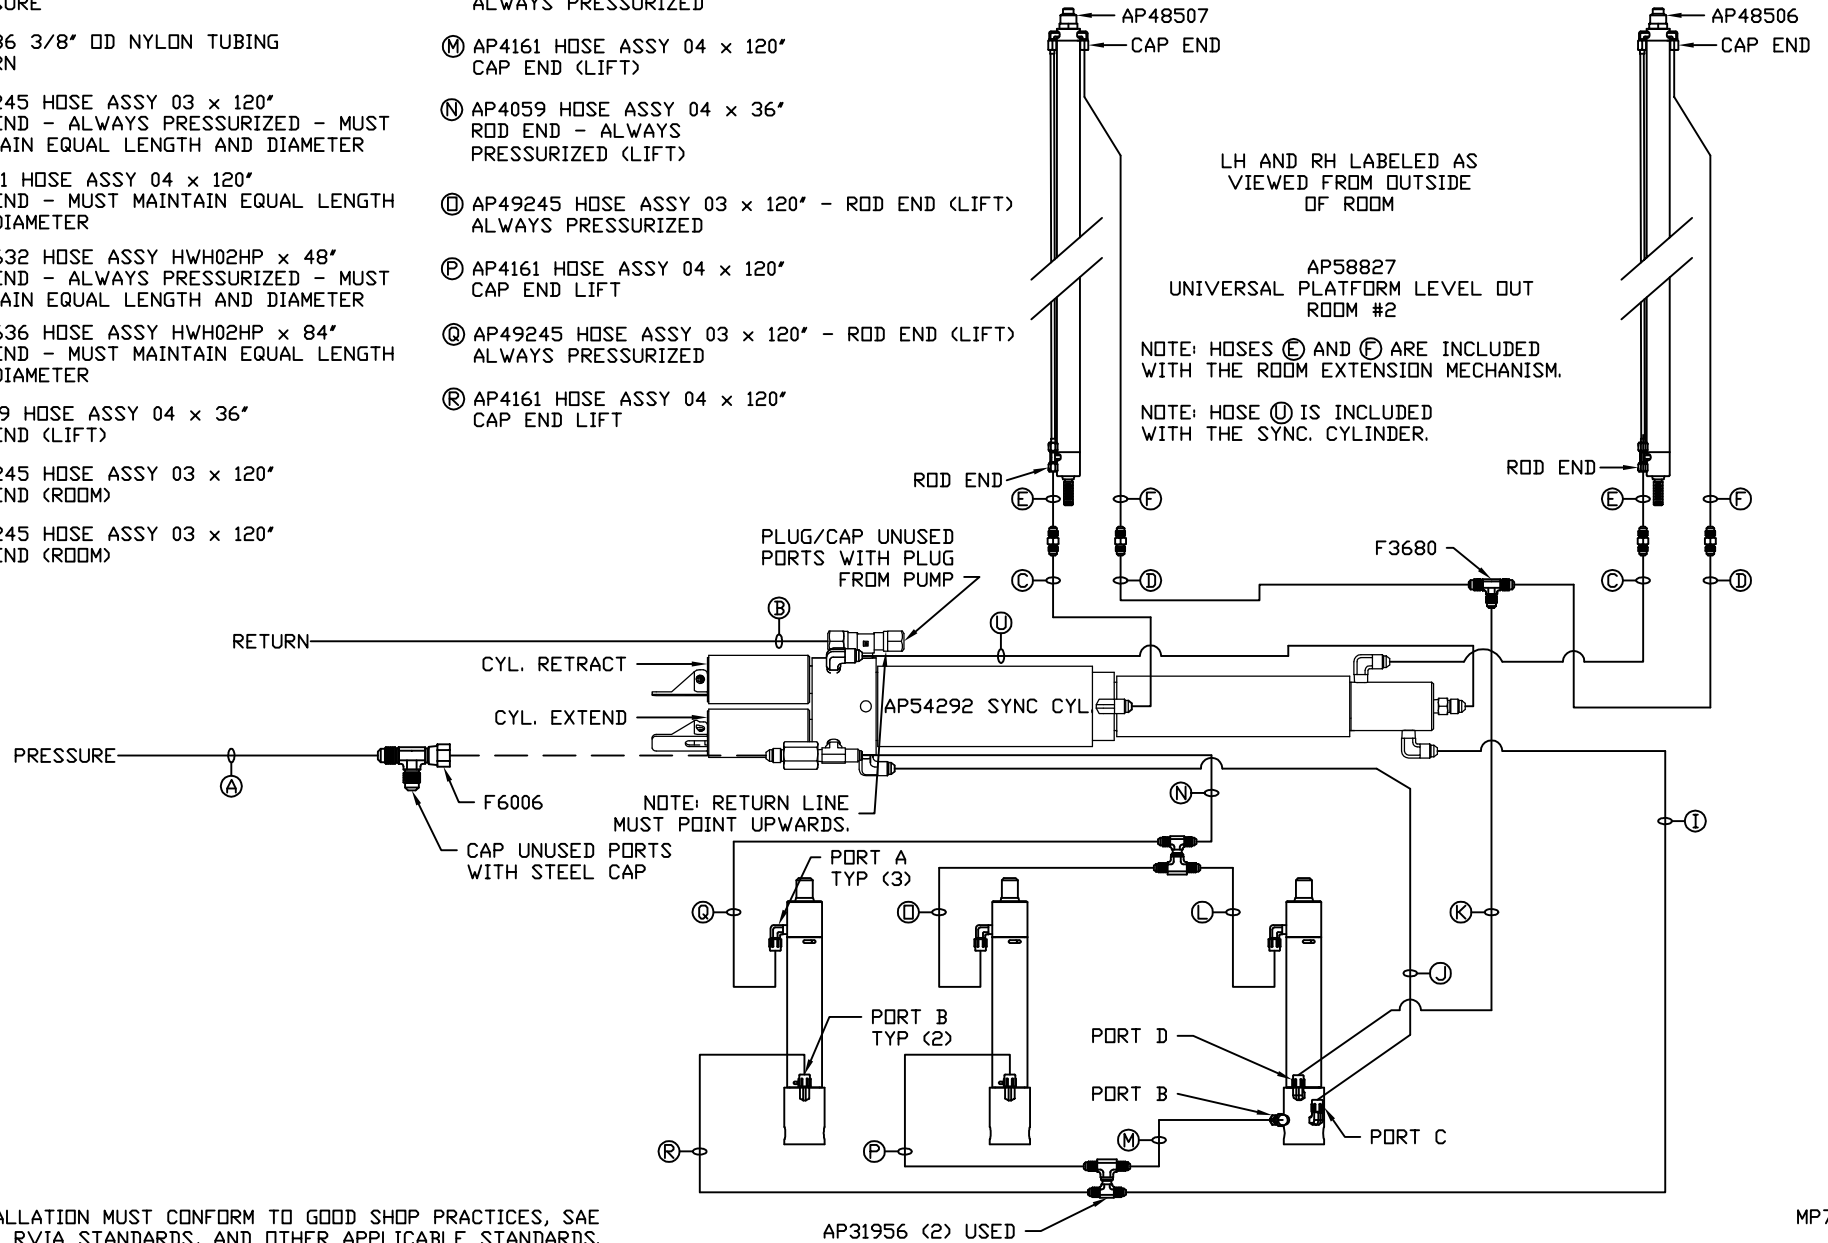 SURE
36 3/8" OD NYLON TUBING
RN
245 HOSE ASSY 03 x 120"
END - ALWAYS PRESSURIZED - MUST
AIN EQUAL LENGTH AND DIAMETER
1 HOSE ASSY 04 x 120"
END - MUST MAINTAIN EQUAL LENGTH
DIAMETER
632 HOSE ASSY HWH02HP x 48"
END - ALWAYS PRESSURIZED - MUST
AIN EQUAL LENGTH AND DIAMETER
636 HOSE ASSY HWH02HP x 84"
END - MUST MAINTAIN EQUAL LENGTH
DIAMETER
9 HOSE ASSY 04 x 36"
END (LIFT)
245 HOSE ASSY 03 x 120"
END (ROOM)
245 HOSE ASSY 03 x 120"
END (ROOM)
ALWAYS PRESSURIZED
M AP4161 HOSE ASSY 04 x 120"
CAP END (LIFT)
N AP4059 HOSE ASSY 04 x 36"
ROD END - ALWAYS
PRESSURIZED (LIFT)
O AP49245 HOSE ASSY 03 x 120" - ROD END (LIFT)
ALWAYS PRESSURIZED
P AP4161 HOSE ASSY 04 x 120"
CAP END LIFT
Q AP49245 HOSE ASSY 03 x 120" - ROD END (LIFT)
ALWAYS PRESSURIZED
R AP4161 HOSE ASSY 04 x 120"
CAP END LIFT
AP48507
CAP END
AP48506
CAP END
LH AND RH LABELED AS
VIEWED FROM OUTSIDE
OF ROOM
AP58827
UNIVERSAL PLATFORM LEVEL OUT
ROOM #2
NOTE: HOSES E AND F ARE INCLUDED
WITH THE ROOM EXTENSION MECHANISM.
NOTE: HOSE U IS INCLUDED
WITH THE SYNC. CYLINDER.
ROD END
ROD END
E
F
E
F
PLUG/CAP UNUSED
PORTS WITH PLUG
FROM PUMP
F3680
C
D
C
D
B
U
RETURN
CYL. RETRACT
CYL. EXTEND
AP54292 SYNC CYL.
PRESSURE
A
F6006
NOTE: RETURN LINE
MUST POINT UPWARDS.
N
I
CAP UNUSED PORTS
WITH STEEL CAP
PORT A
TYP (3)
Q
O
L
K
J
PORT B
TYP (2)
PORT D
PORT B
PORT C
R
P
M
AP31956 (2) USED
ALLATION MUST CONFORM TO GOOD SHOP PRACTICES, SAE
RVIA STANDARDS, AND OTHER APPLICABLE STANDARDS.
MP7